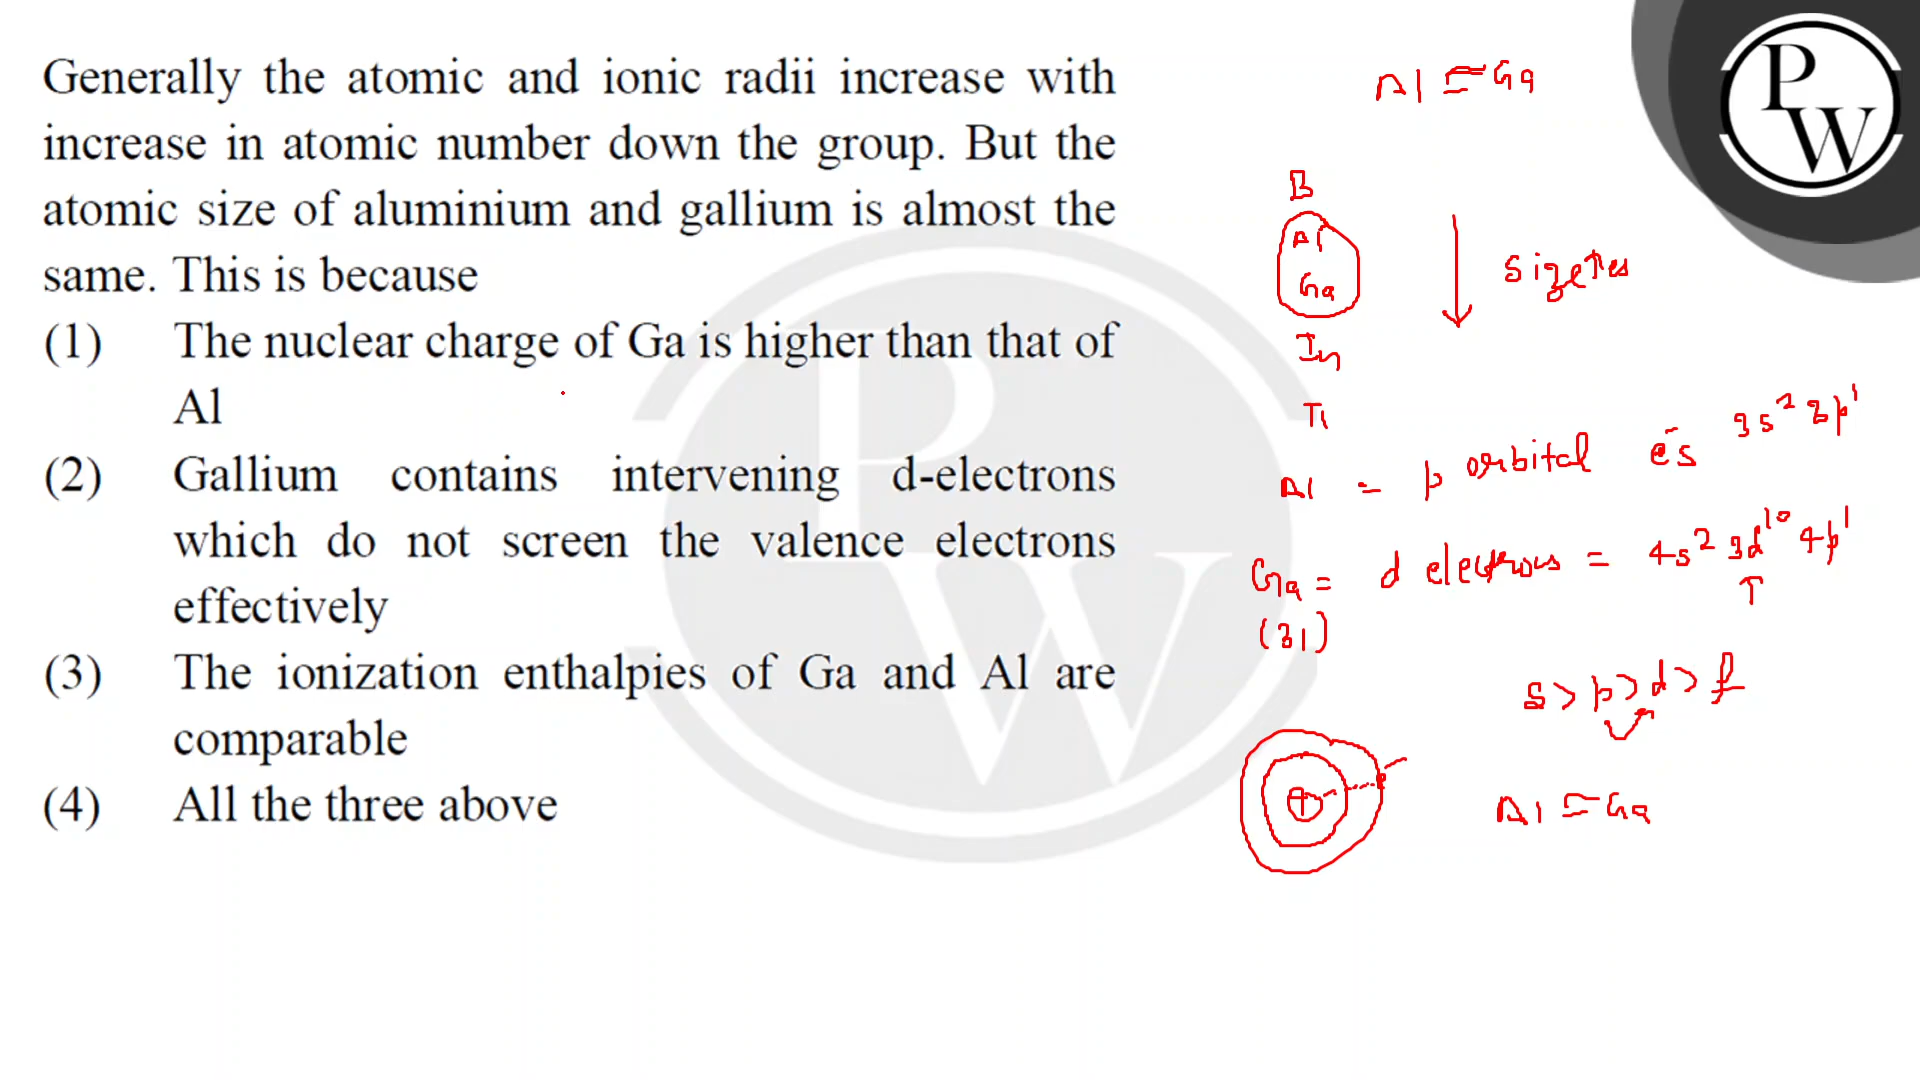 Generally the atomic and ionic radii increase with
increase in atomic number down the group. But the
atomic size of aluminium and gallium is almost the
same. This is because
(1) The nuclear charge of Ga is higher than that of
Al
(2) Gallium contains intervening d-electrons
which do not screen the valence electrons
effectively
(3) The ionization enthalpies of Ga and Al are
comparable
(4) All the three above
Al ≃ Ga
B
Al
Ga
In
Tl
size↑es
Al = p orbital ēs 3s² 3p¹
Ga = d electrons = 4s² 3d¹⁰ 4p¹
(31) ↑
s > p > d > f
+
Al ≃ Ga
P
W
P
W